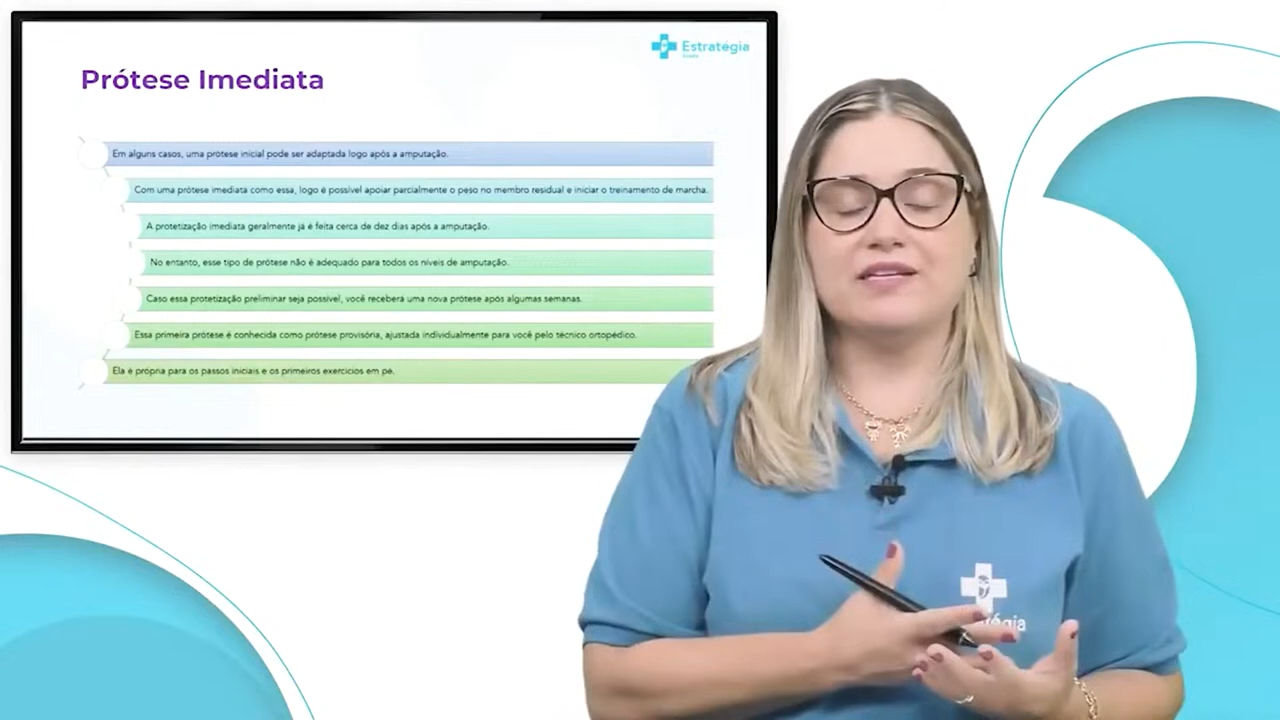 Estratégia
Prótese Imediata
Em alguns casos, uma prótese inicial pode ser adaptada logo após a amputação.
Com uma prótese imediata como essa, logo é possível apoiar parcialmente o peso no membro residual e iniciar o treinamento de marcha.
A protetização imediata geralmente já é feita cerca de dez dias após a amputação.
No entanto, esse tipo de prótese não é adequado para todos os níveis de amputação.
Caso essa protetização preliminar seja possível, você receberá uma nova prótese após algumas semanas.
Essa primeira prótese é conhecida como prótese provisória, ajustada individualmente para você pelo técnico ortopédico.
Ela é própria para os passos iniciais e os primeiros exercícios em pé.
égia